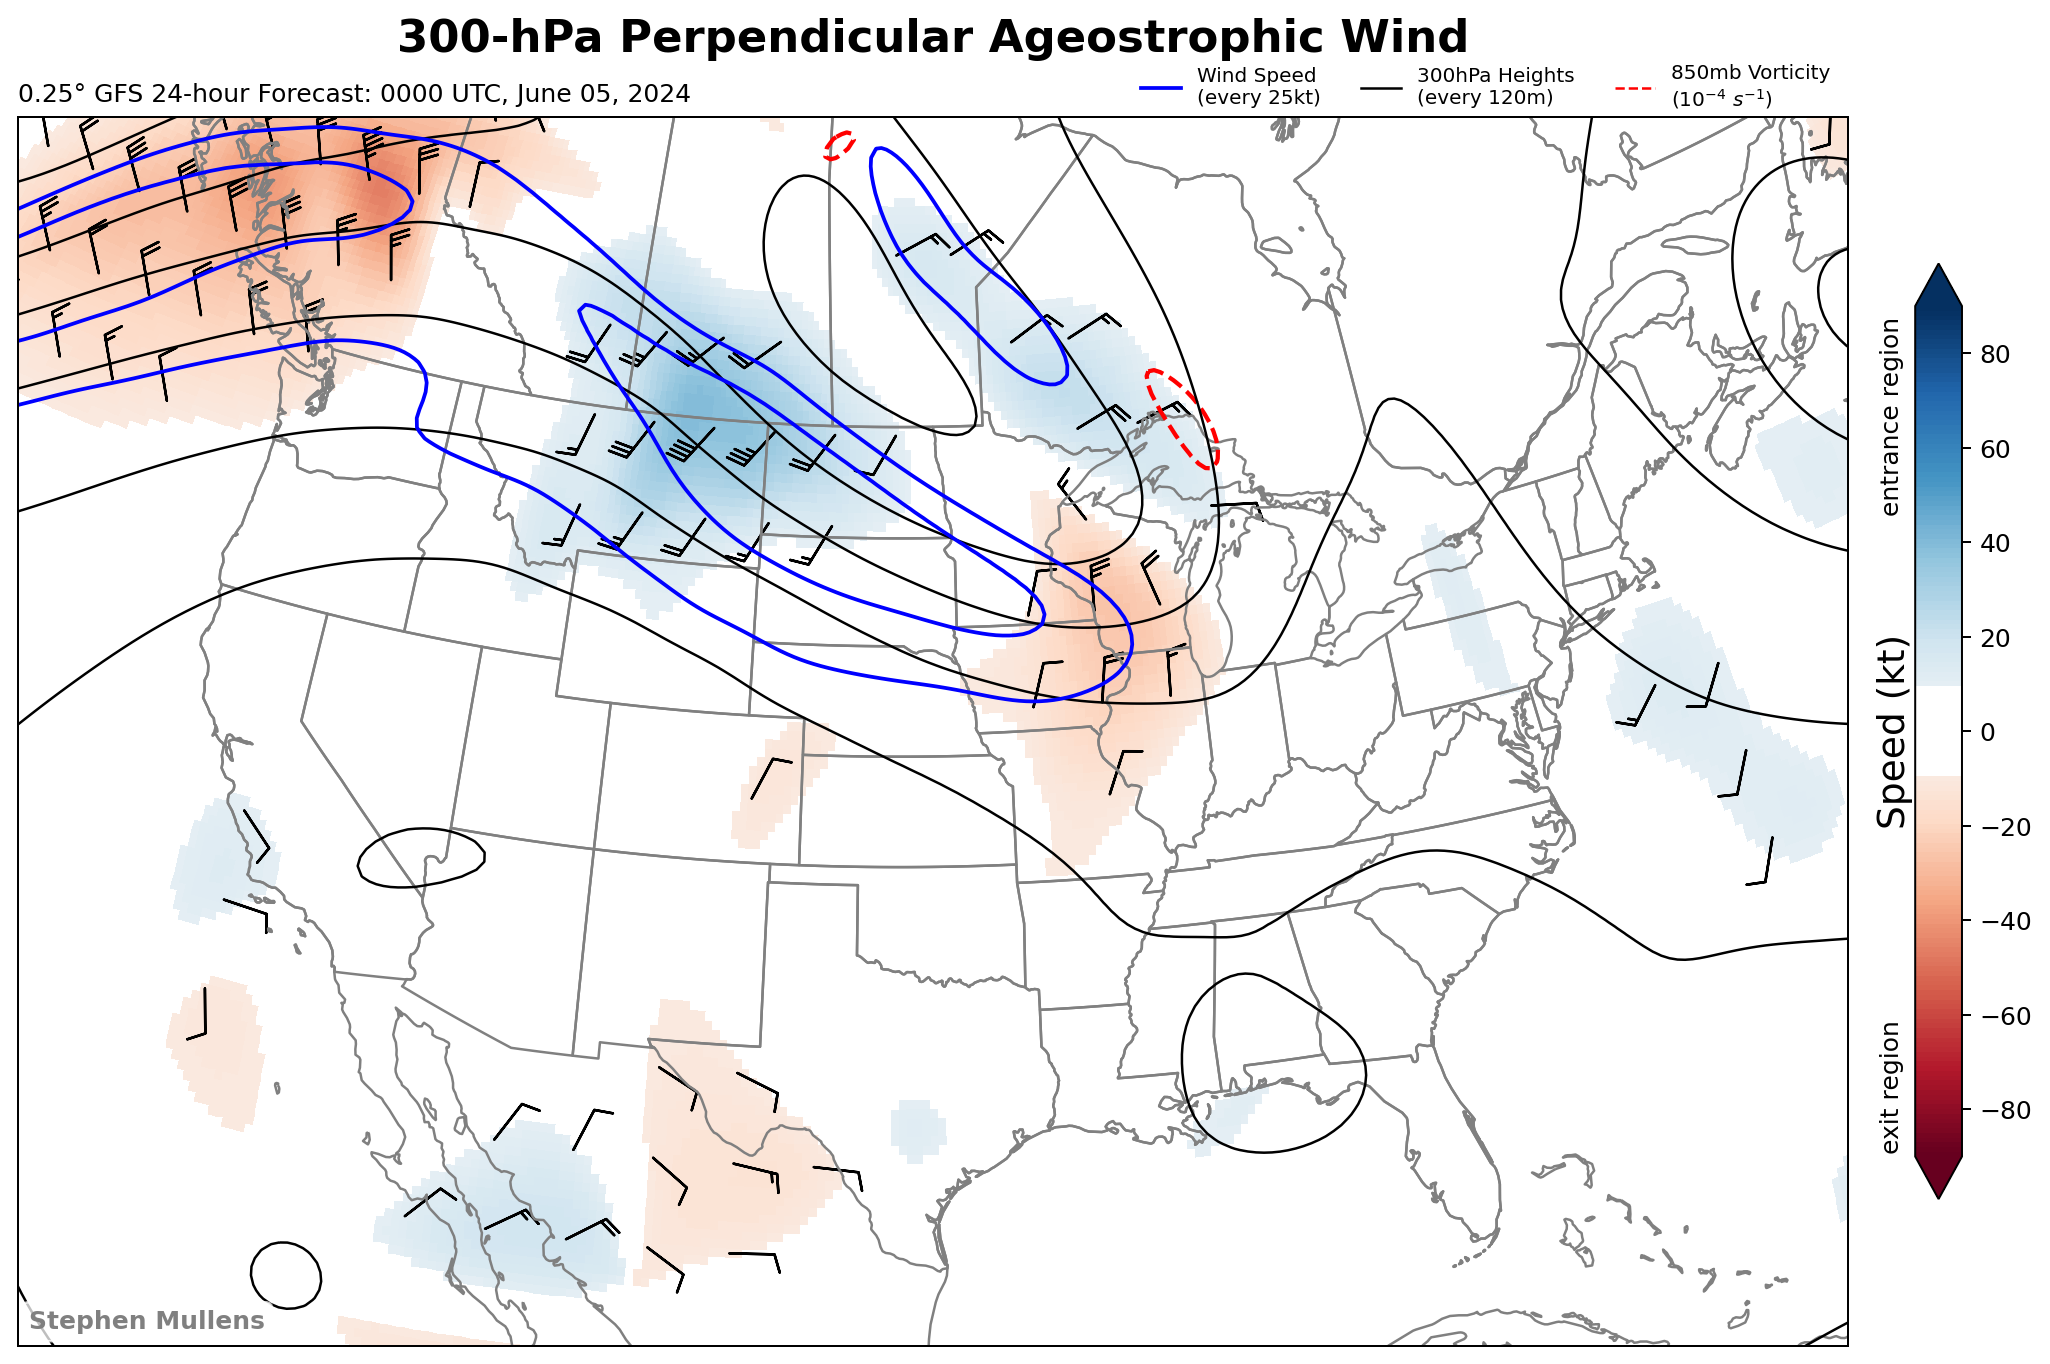 300-hPa Perpendicular Ageostrophic Wind
0.25° GFS 24-hour Forecast: 0000 UTC, June 05, 2024
Wind Speed
(every 25kt)
300hPa Heights
(every 120m)
850mb Vorticity
(10⁻⁴ s⁻¹)
entrance region
exit region
Speed (kt)
80
60
40
20
0
−20
−40
−60
−80
Stephen Mullens